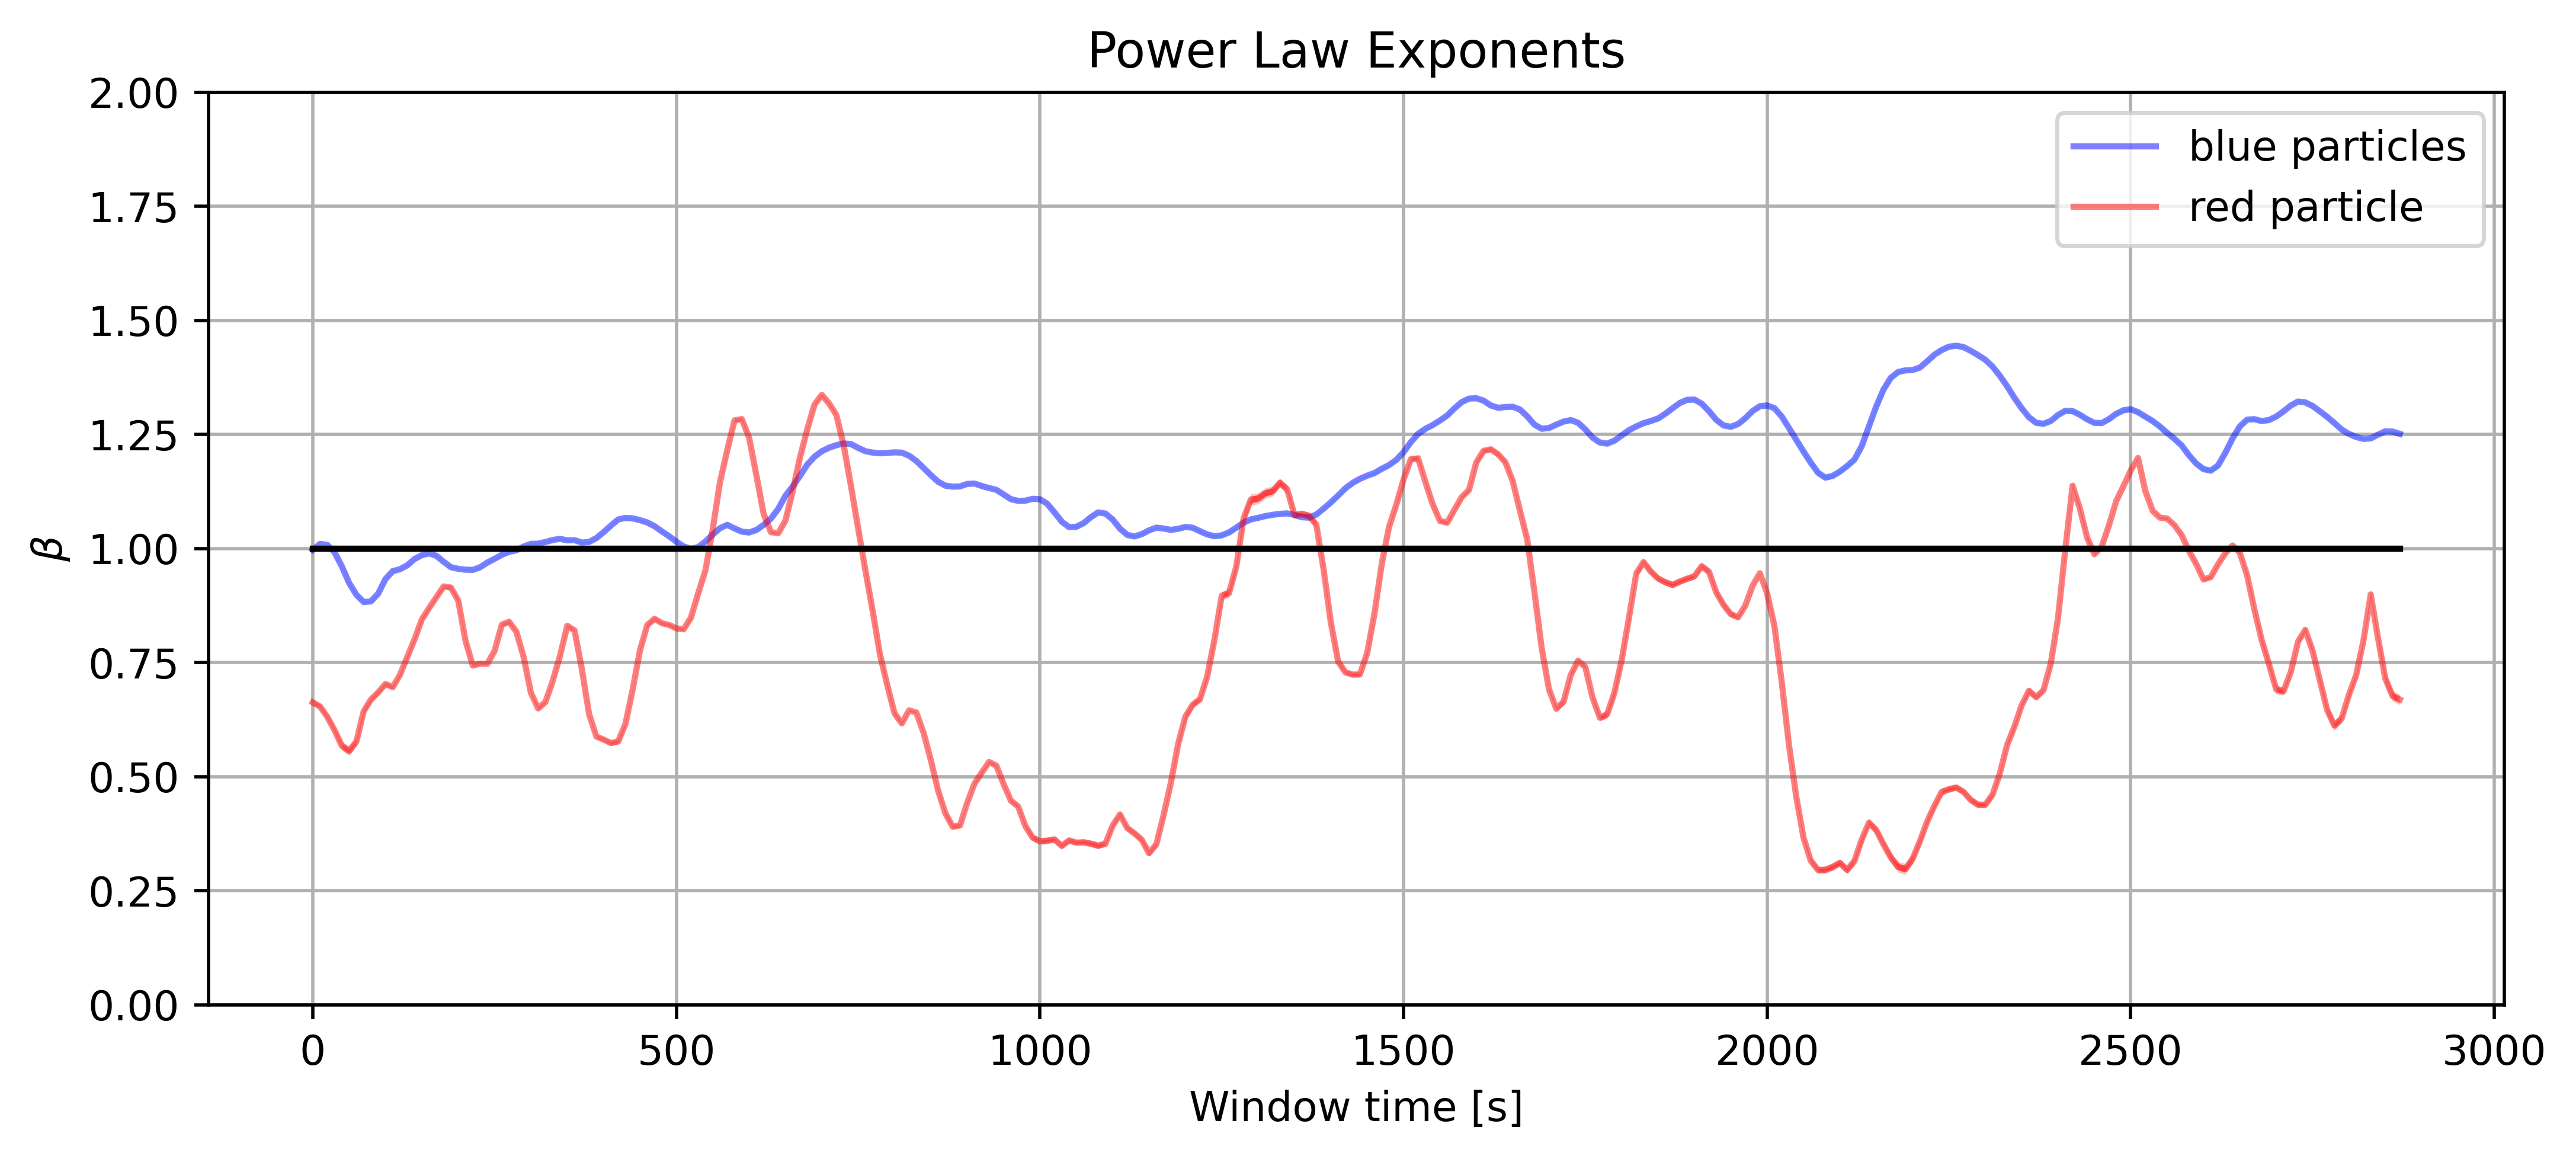 Power Law Exponents
2.00
1.75
1.50
1.25
1.00
0.75
0.50
0.25
0.00
β
blue particles
red particle
0 500 1000 1500 2000 2500 3000
Window time [s]